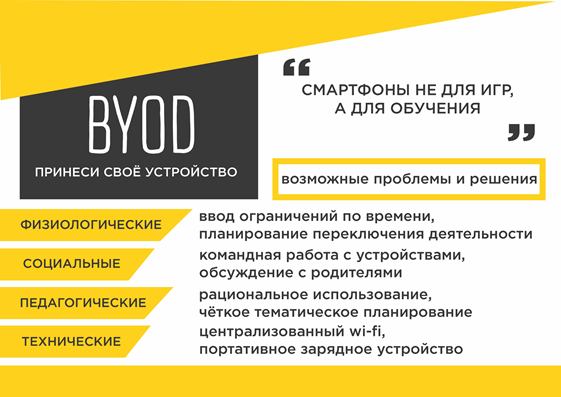 BYOD
ПРИНЕСИ СВОЁ УСТРОЙСТВО
“
СМАРТФОНЫ НЕ ДЛЯ ИГР,
А ДЛЯ ОБУЧЕНИЯ
”
возможные проблемы и решения
ФИЗИОЛОГИЧЕСКИЕ
ввод ограничений по времени,
планирование переключения деятельности
СОЦИАЛЬНЫЕ
командная работа с устройствами,
обсуждение с родителями
ПЕДАГОГИЧЕСКИЕ
рациональное использование,
чёткое тематическое планирование
ТЕХНИЧЕСКИЕ
централизованный wi-fi,
портативное зарядное устройство